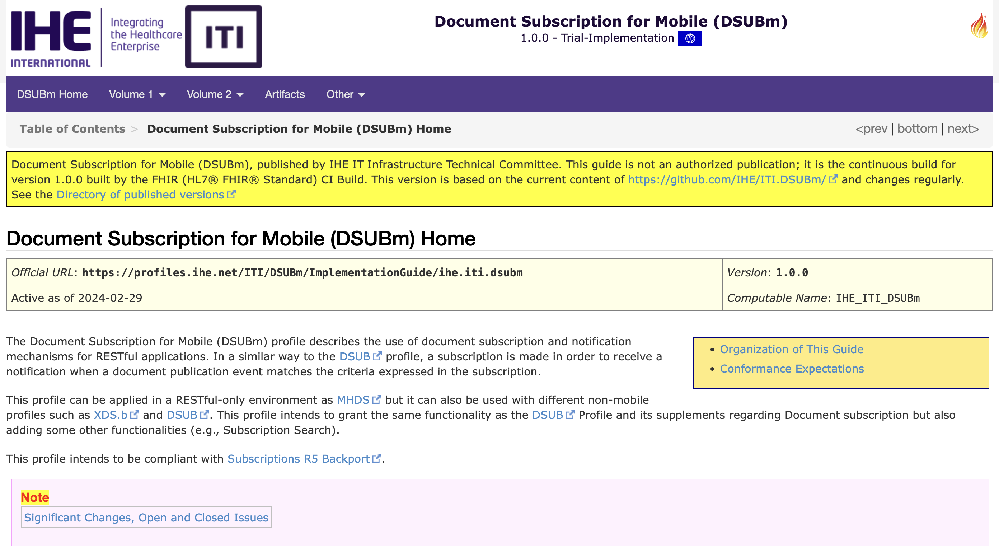 IHE
INTERNATIONAL
Integrating
the Healthcare
Enterprise
ITI
Document Subscription for Mobile (DSUBm)
1.0.0 - Trial-Implementation
DSUBm Home Volume 1 Volume 2 Artifacts Other
Table of Contents > Document Subscription for Mobile (DSUBm) Home
<prev | bottom | next>
Document Subscription for Mobile (DSUBm), published by IHE IT Infrastructure Technical Committee. This guide is not an authorized publication; it is the continuous build for
version 1.0.0 built by the FHIR (HL7® FHIR® Standard) CI Build. This version is based on the current content of https://github.com/IHE/ITI.DSUBm/ and changes regularly.
See the Directory of published versions
Document Subscription for Mobile (DSUBm) Home
Official URL: https://profiles.ihe.net/ITI/DSUBm/ImplementationGuide/ihe.iti.dsubm Version: 1.0.0
Active as of 2024-02-29 Computable Name: IHE_ITI_DSUBm
The Document Subscription for Mobile (DSUBm) profile describes the use of document subscription and notification
mechanisms for RESTful applications. In a similar way to the DSUB profile, a subscription is made in order to receive a
notification when a document publication event matches the criteria expressed in the subscription.
• Organization of This Guide
• Conformance Expectations
This profile can be applied in a RESTful-only environment as MHDS but it can also be used with different non-mobile
profiles such as XDS.b and DSUB. This profile intends to grant the same functionality as the DSUB Profile and its supplements regarding Document subscription but also
adding some other functionalities (e.g., Subscription Search).
This profile intends to be compliant with Subscriptions R5 Backport.
Note
Significant Changes, Open and Closed Issues